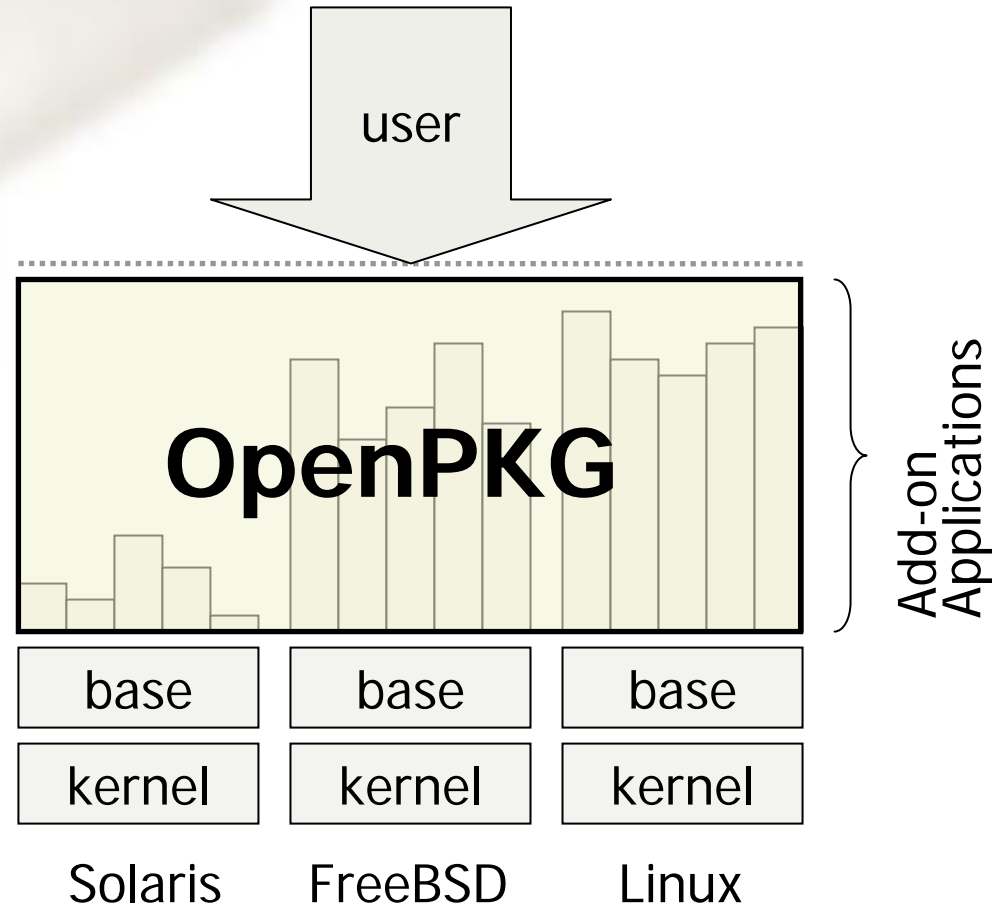 user
OpenPKG
Add-on
Applications
base base base
kernel kernel kernel
Solaris FreeBSD Linux